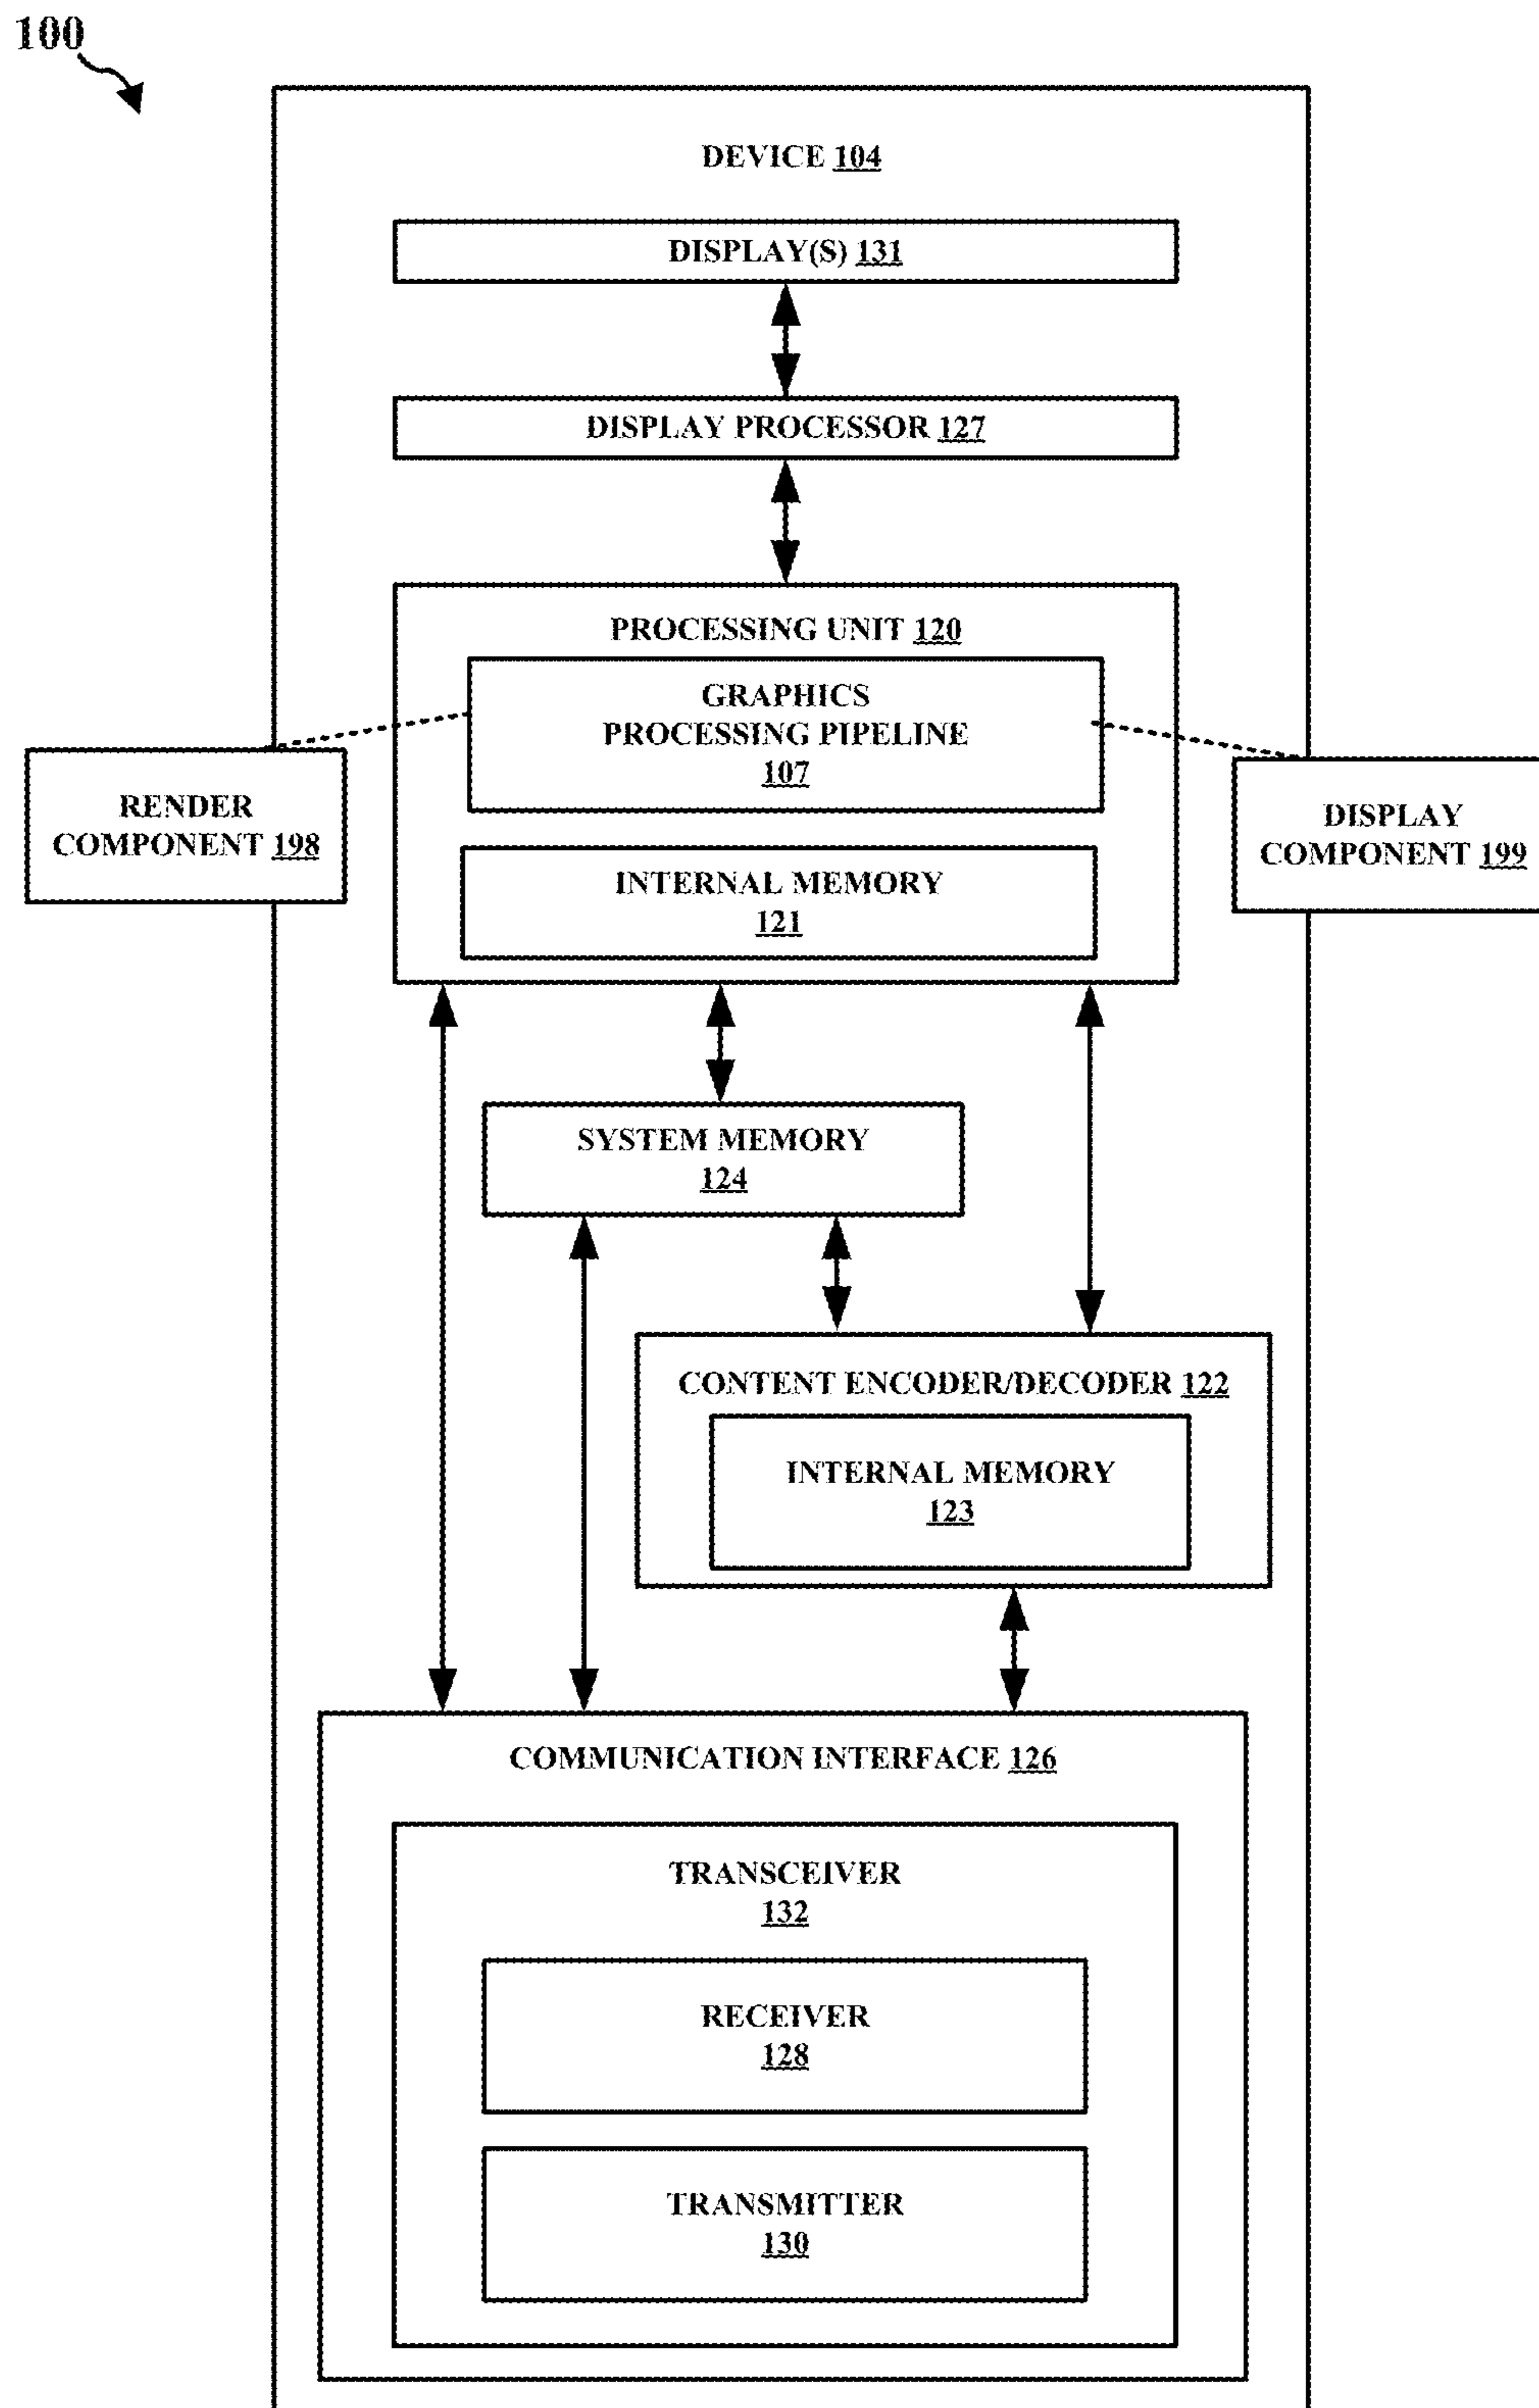 100
DEVICE 104
DISPLAY(S) 131
DISPLAY PROCESSOR 127
PROCESSING UNIT 120
GRAPHICS
PROCESSING PIPELINE
107
RENDER
COMPONENT 198
DISPLAY
COMPONENT 199
INTERNAL MEMORY
121
SYSTEM MEMORY
124
CONTENT ENCODER/DECODER 122
INTERNAL MEMORY
123
COMMUNICATION INTERFACE 126
TRANSCEIVER
132
RECEIVER
128
TRANSMITTER
130